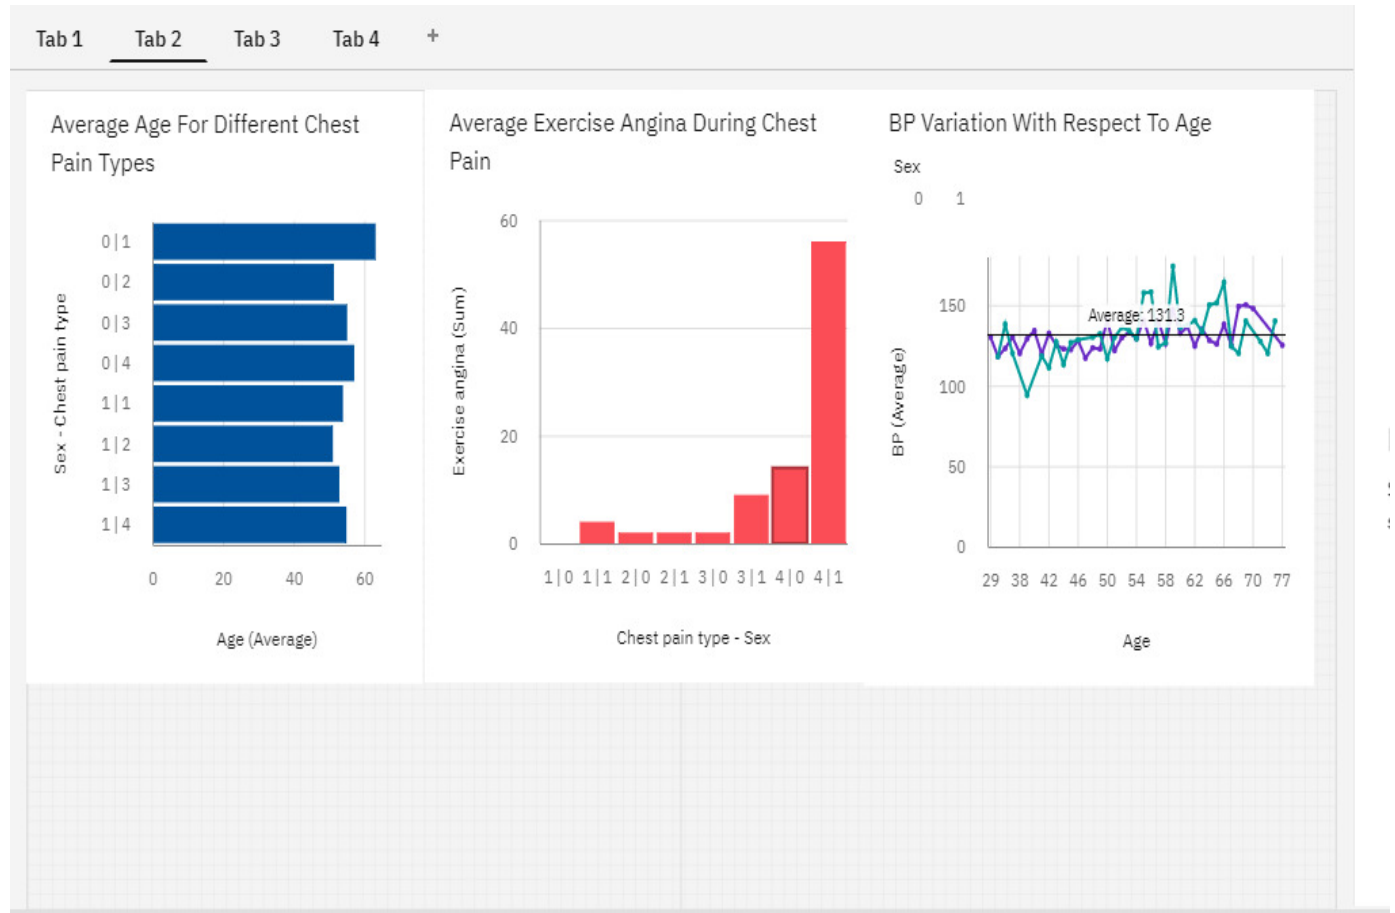 Tab 1 Tab 2 Tab 3 Tab 4 +
Average Age For Different Chest
Pain Types
Sex - Chest pain type
0|1
0|2
0|3
0|4
1|1
1|2
1|3
1|4
0 20 40 60
Age (Average)
Average Exercise Angina During Chest
Pain
Exercise angina (Sum)
60
40
20
0
1|0 1|1 2|0 2|1 3|0 3|1 4|0 4|1
Chest pain type - Sex
BP Variation With Respect To Age
Sex
0 1
BP (Average)
150
100
50
0
Average: 131.3
29 38 42 46 50 54 58 62 66 70 77
Age